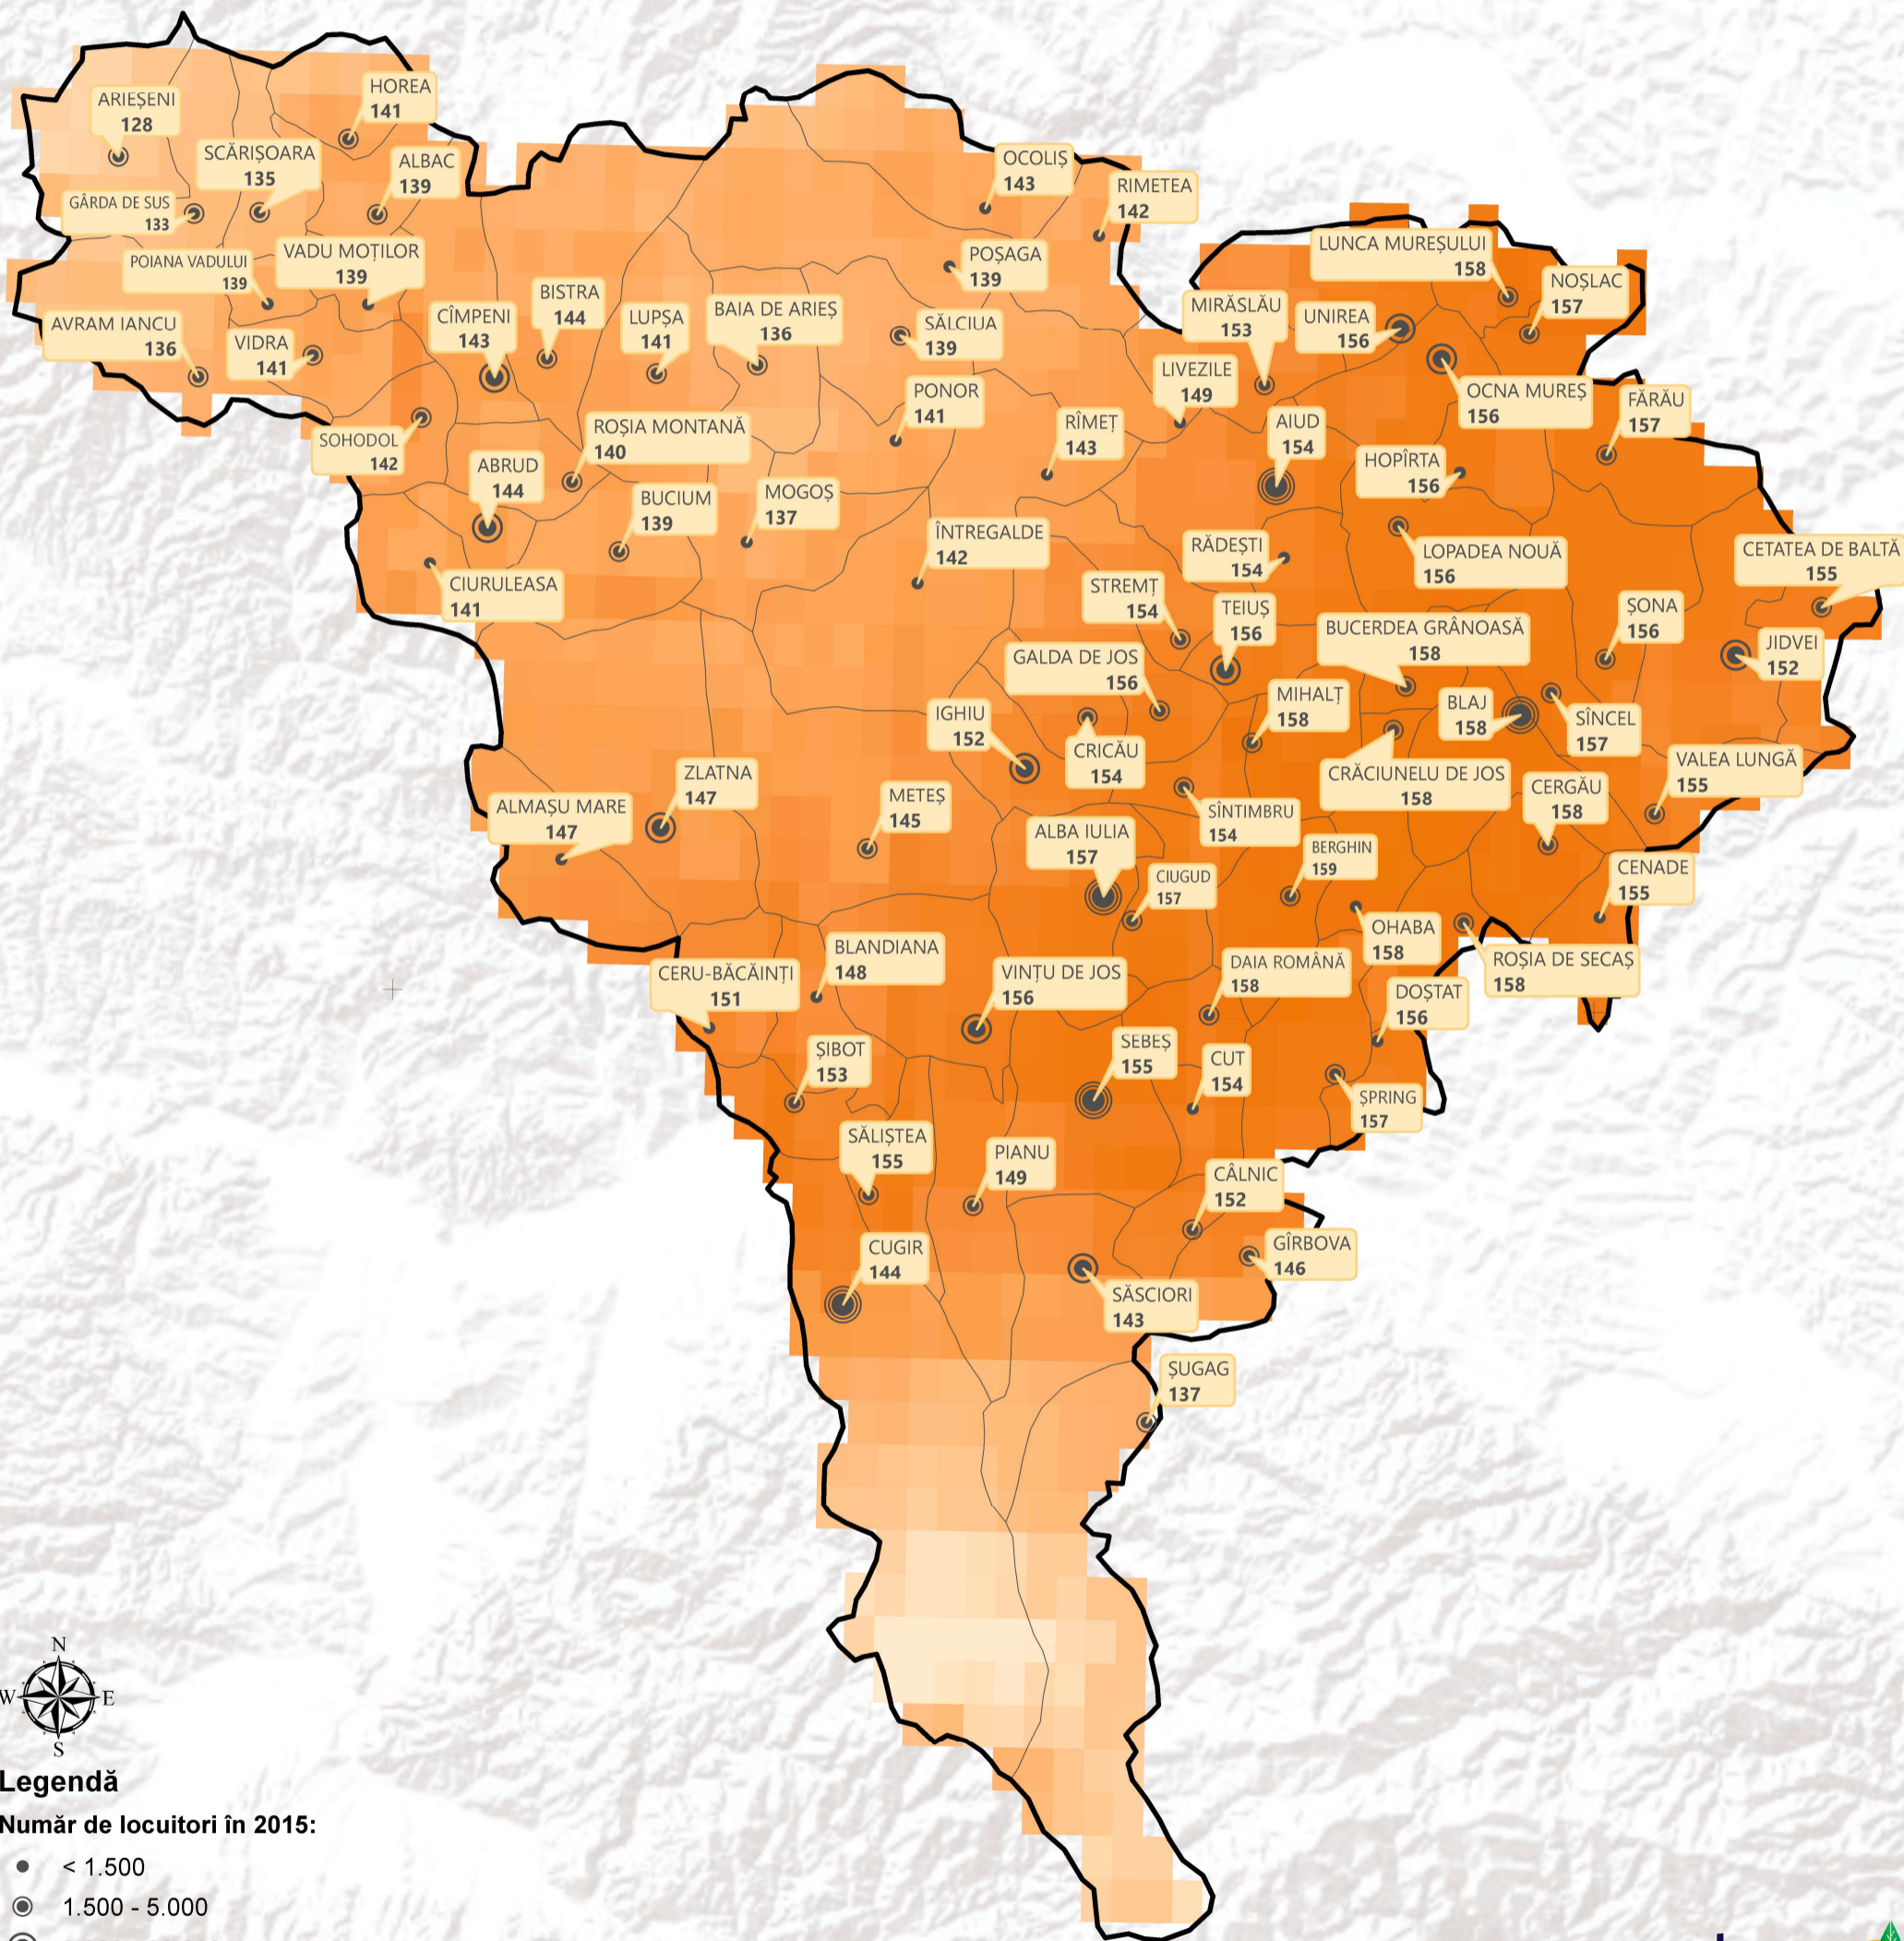 HOREA
141
ARIEȘENI
128
SCĂRIȘOARA
135
ALBAC
139
GÂRDA DE SUS
133
OCOLIȘ
143
RIMETEA
142
POIANA VADULUI
139
VADU MOȚILOR
139
POȘAGA
139
LUNCA MUREȘULUI
158
NOȘLAC
157
AVRAM IANCU
136
VIDRA
141
CÎMPENI
143
BISTRA
144
LUPȘA
141
BAIA DE ARIEȘ
136
SĂLCIUA
139
MIRĂSLĂU
153
UNIREA
156
LIVEZILE
149
OCNA MUREȘ
156
FĂRĂU
157
PONOR
141
RÎMEȚ
143
AIUD
154
SOHODOL
142
ROȘIA MONTANĂ
140
ABRUD
144
HOPÎRTA
156
BUCIUM
139
MOGOȘ
137
ÎNTREGALDE
142
RĂDEȘTI
154
LOPADEA NOUĂ
156
CETATEA DE BALTĂ
155
CIURULEASA
141
STREMȚ
154
TEIUȘ
156
BUCERDEA GRÂNOASĂ
158
ȘONA
156
JIDVEI
152
GALDA DE JOS
156
MIHALȚ
158
BLAJ
158
SÎNCEL
157
IGHIU
152
CRICĂU
154
CRĂCIUNELU DE JOS
158
VALEA LUNGĂ
155
CERGĂU
158
ZLATNA
147
ALMAȘU MARE
147
METEȘ
145
SÎNTIMBRU
154
ALBA IULIA
157
BERGHIN
159
CIUGUD
157
CENADE
155
OHABA
158
ROȘIA DE SECAȘ
158
BLANDIANA
148
CERU-BĂCĂINȚI
151
VINȚU DE JOS
156
DAIA ROMÂNĂ
158
DOȘTAT
156
ȘIBOT
153
SEBEȘ
155
CUT
154
ȘPRING
157
SĂLIȘTEA
155
PIANU
149
CÂLNIC
152
CUGIR
144
GÎRBOVA
146
SĂSCIORI
143
ȘUGAG
137
N
W E
S
Legendă
Număr de locuitori în 2015:
< 1.500
1.500 - 5.000